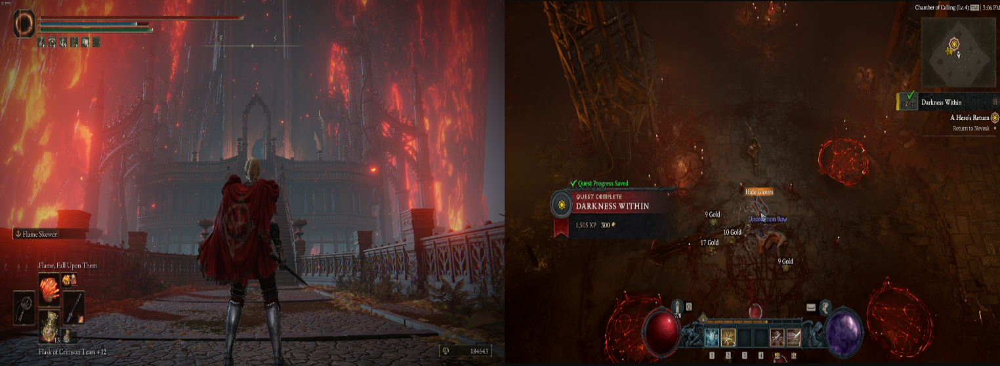 30 FPS
E
S
Flame Skewer
Flame, Fall Upon Them
13
Flask of Crimson Tears +12
184643
Chamber of Calling (Lv. 4) TAB 3:06 PM
2/7
Darkness Within
A Hero's Return
Return to Nevesk
Quest Progress Saved
QUEST COMPLETE
DARKNESS WITHIN
1,505 XP 300
Hide Gloves
Uncommon Bow
9 Gold
10 Gold
17 Gold
9 Gold
7/8
Q
1
2
3
4